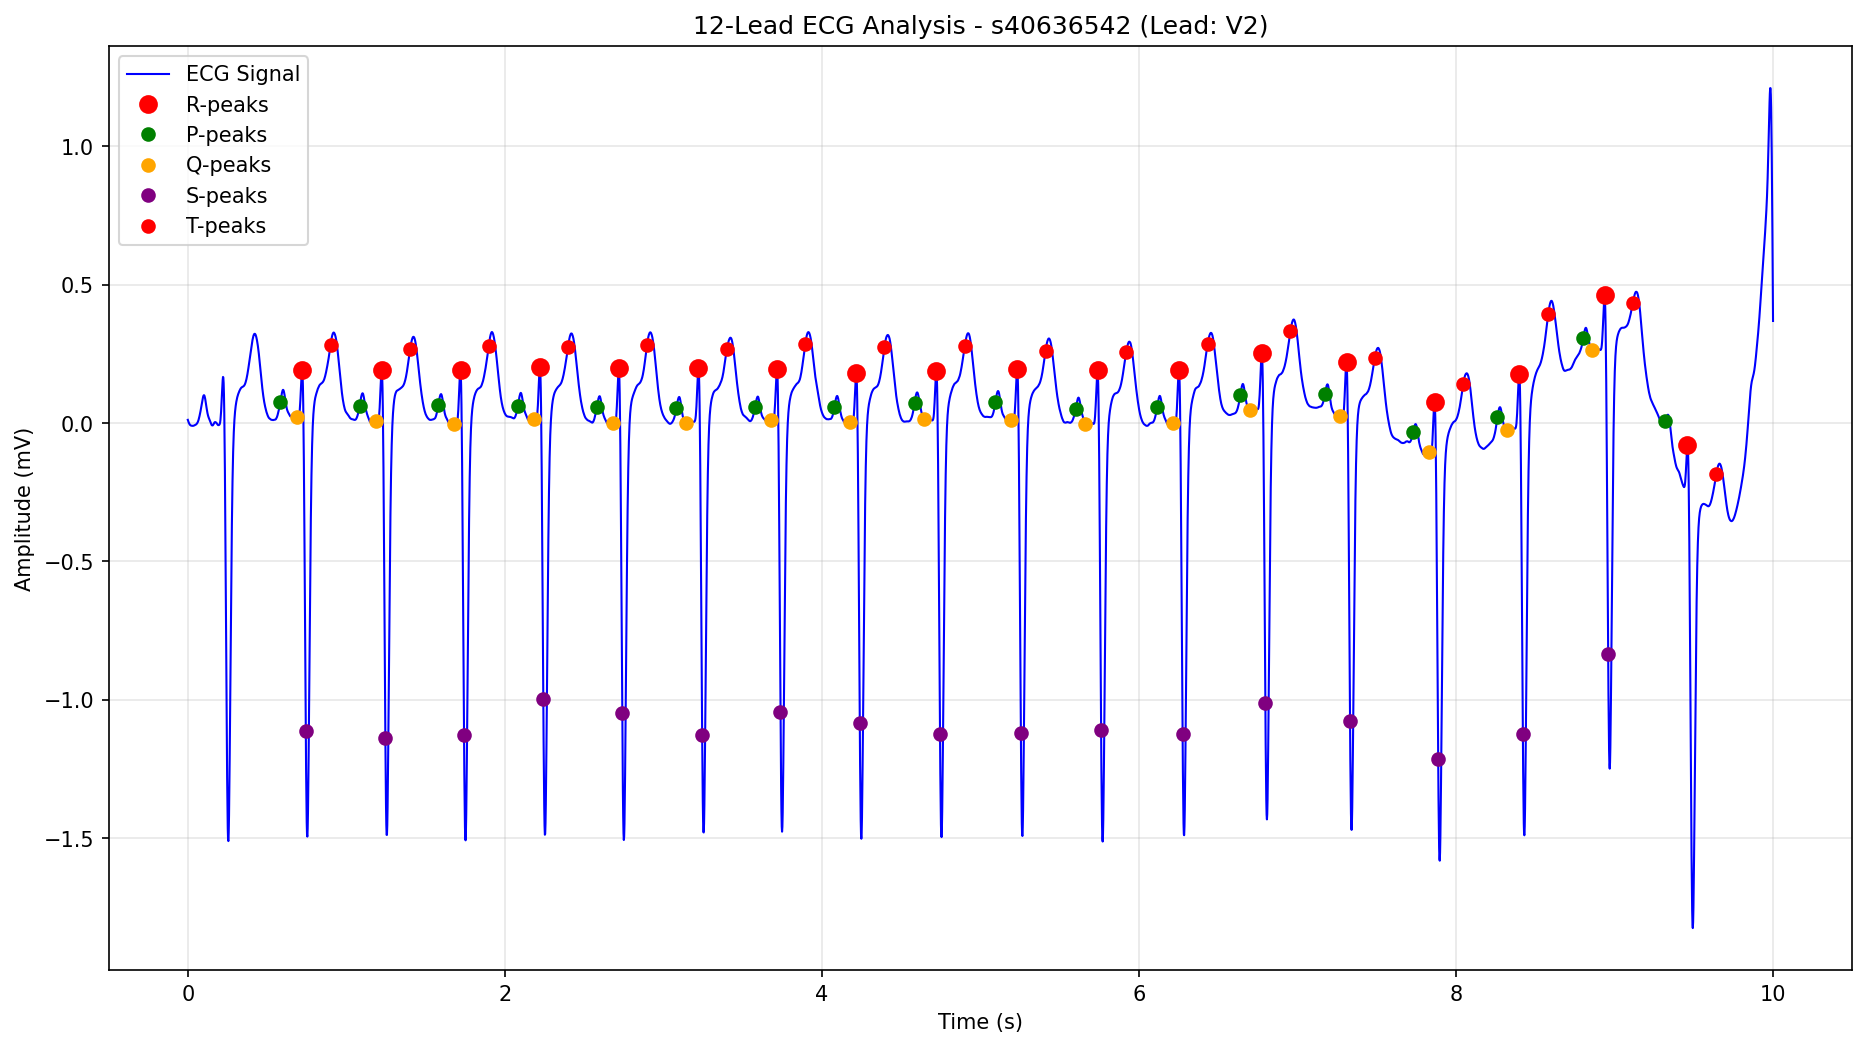 12-Lead ECG Analysis - s40636542 (Lead: V2)
ECG Signal
R-peaks
P-peaks
Q-peaks
S-peaks
T-peaks
Amplitude (mV)
1.0
0.5
0.0
−0.5
−1.0
−1.5
0 2 4 6 8 10
Time (s)